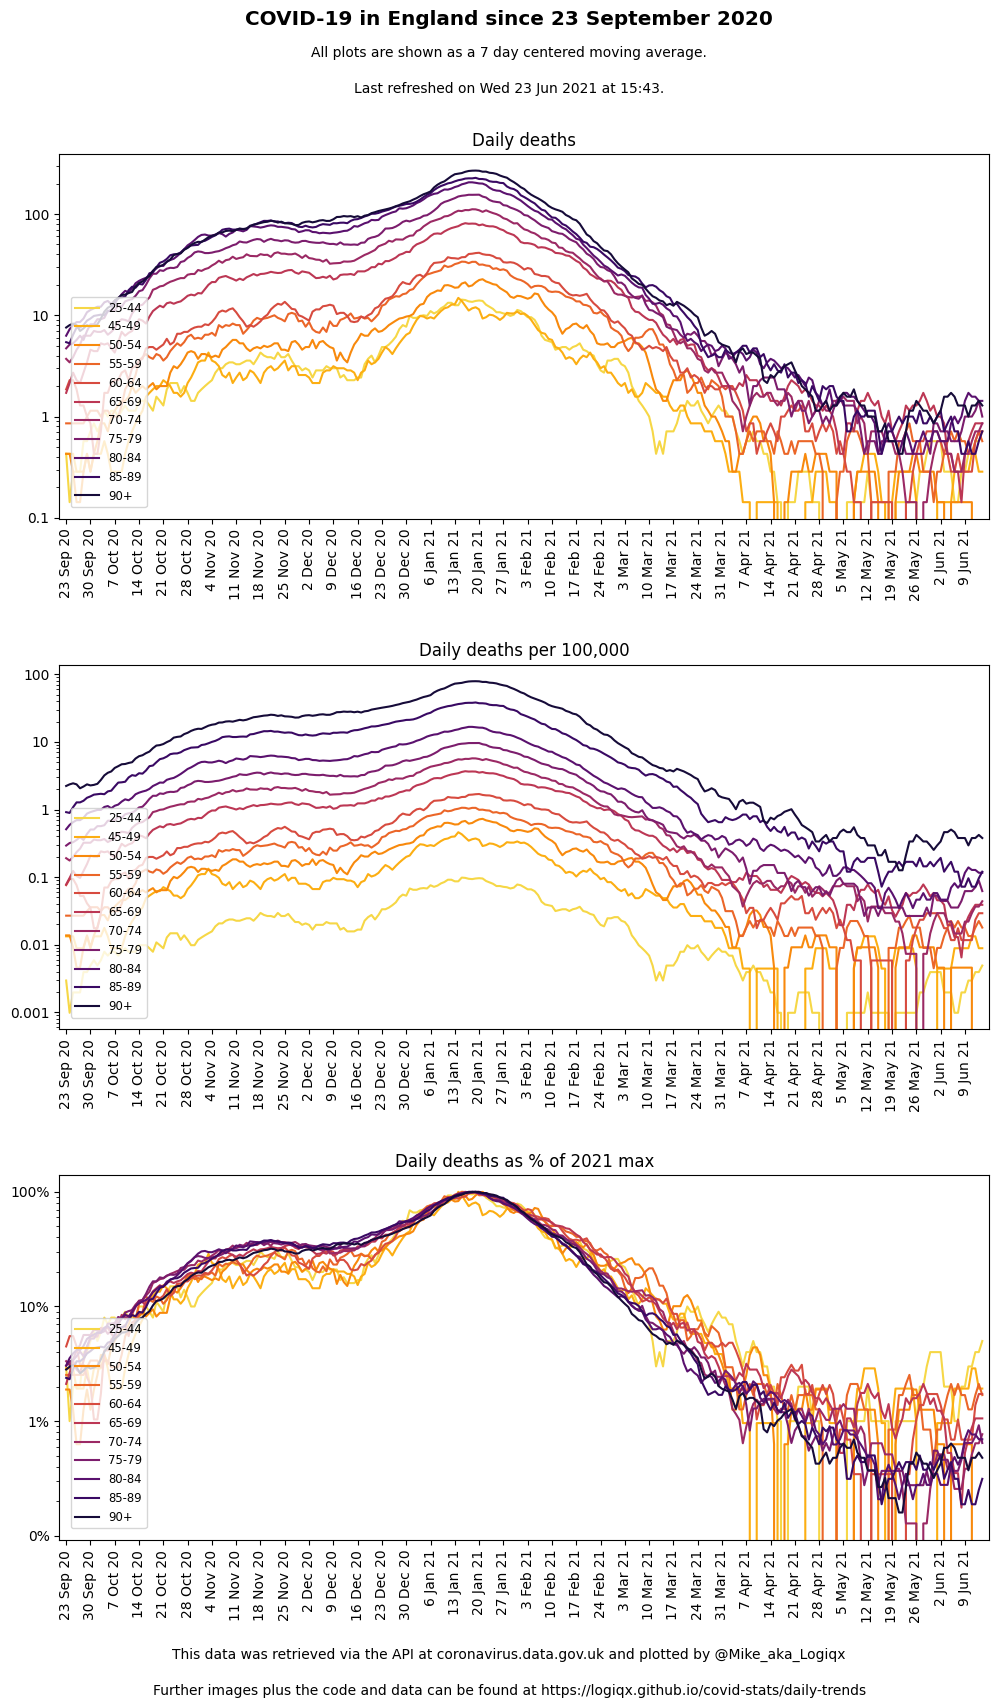 COVID-19 in England since 23 September 2020
All plots are shown as a 7 day centered moving average.
Last refreshed on Wed 23 Jun 2021 at 15:43.
Daily deaths
100
10
1
0.1
25-44
45-49
50-54
55-59
60-64
65-69
70-74
75-79
80-84
85-89
90+
23 Sep 20
30 Sep 20
7 Oct 20
14 Oct 20
21 Oct 20
28 Oct 20
4 Nov 20
11 Nov 20
18 Nov 20
25 Nov 20
2 Dec 20
9 Dec 20
16 Dec 20
23 Dec 20
30 Dec 20
6 Jan 21
13 Jan 21
20 Jan 21
27 Jan 21
3 Feb 21
10 Feb 21
17 Feb 21
24 Feb 21
3 Mar 21
10 Mar 21
17 Mar 21
24 Mar 21
31 Mar 21
7 Apr 21
14 Apr 21
21 Apr 21
28 Apr 21
5 May 21
12 May 21
19 May 21
26 May 21
2 Jun 21
9 Jun 21
Daily deaths per 100,000
100
10
1
0.1
0.01
0.001
25-44
45-49
50-54
55-59
60-64
65-69
70-74
75-79
80-84
85-89
90+
23 Sep 20
30 Sep 20
7 Oct 20
14 Oct 20
21 Oct 20
28 Oct 20
4 Nov 20
11 Nov 20
18 Nov 20
25 Nov 20
2 Dec 20
9 Dec 20
16 Dec 20
23 Dec 20
30 Dec 20
6 Jan 21
13 Jan 21
20 Jan 21
27 Jan 21
3 Feb 21
10 Feb 21
17 Feb 21
24 Feb 21
3 Mar 21
10 Mar 21
17 Mar 21
24 Mar 21
31 Mar 21
7 Apr 21
14 Apr 21
21 Apr 21
28 Apr 21
5 May 21
12 May 21
19 May 21
26 May 21
2 Jun 21
9 Jun 21
Daily deaths as % of 2021 max
100%
10%
1%
0%
25-44
45-49
50-54
55-59
60-64
65-69
70-74
75-79
80-84
85-89
90+
23 Sep 20
30 Sep 20
7 Oct 20
14 Oct 20
21 Oct 20
28 Oct 20
4 Nov 20
11 Nov 20
18 Nov 20
25 Nov 20
2 Dec 20
9 Dec 20
16 Dec 20
23 Dec 20
30 Dec 20
6 Jan 21
13 Jan 21
20 Jan 21
27 Jan 21
3 Feb 21
10 Feb 21
17 Feb 21
24 Feb 21
3 Mar 21
10 Mar 21
17 Mar 21
24 Mar 21
31 Mar 21
7 Apr 21
14 Apr 21
21 Apr 21
28 Apr 21
5 May 21
12 May 21
19 May 21
26 May 21
2 Jun 21
9 Jun 21
This data was retrieved via the API at coronavirus.data.gov.uk and plotted by @Mike_aka_Logiqx
Further images plus the code and data can be found at https://logiqx.github.io/covid-stats/daily-trends